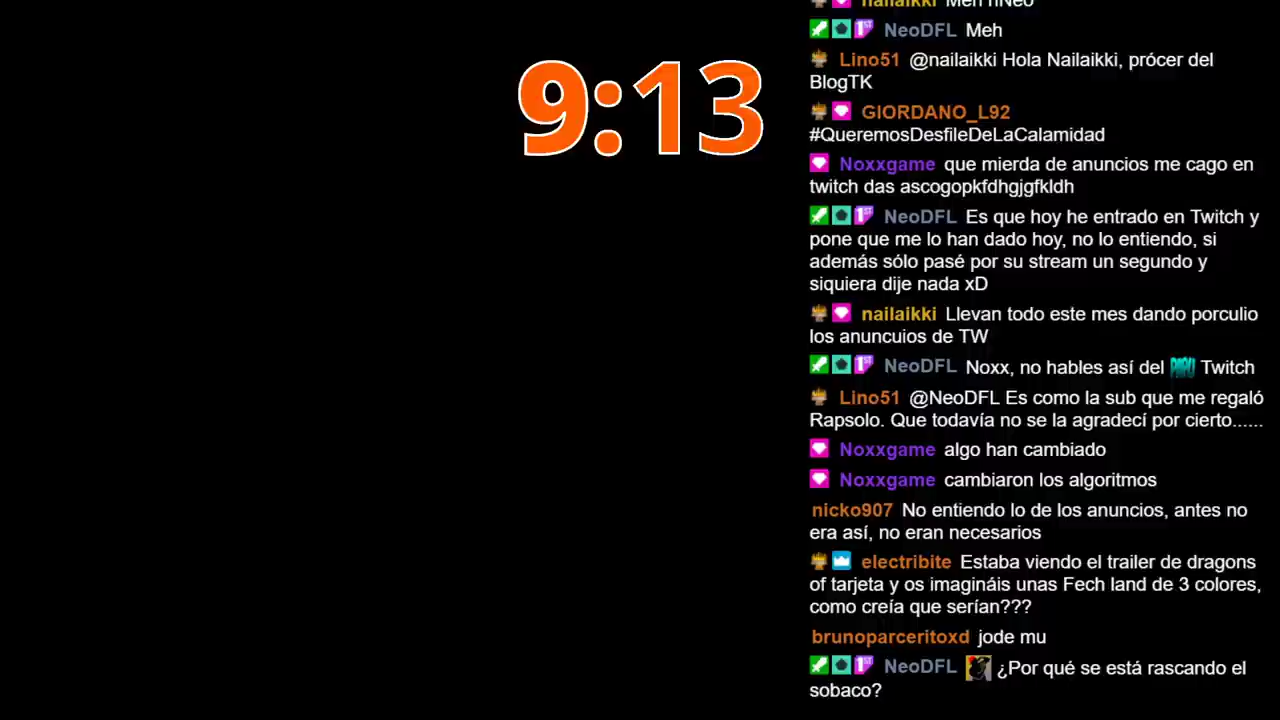 nailaikki Meh nNeo
NeoDFL Meh
9:13
Lino51 @nailaikki Hola Nailaikki, prócer del
BlogTK
GIORDANO_L92
#QueremosDesfileDeLaCalamidad
Noxxgame que mierda de anuncios me cago en
twitch das ascogopkfdhgjgfkldh
NeoDFL Es que hoy he entrado en Twitch y
pone que me lo han dado hoy, no lo entiendo, si
además sólo pasé por su stream un segundo y
siquiera dije nada xD
nailaikki Llevan todo este mes dando porculio
los anuncuios de TW
NeoDFL Noxx, no hables así del Twitch
Lino51 @NeoDFL Es como la sub que me regaló
Rapsolo. Que todavía no se la agradecí por cierto......
Noxxgame algo han cambiado
Noxxgame cambiaron los algoritmos
nicko907 No entiendo lo de los anuncios, antes no
era así, no eran necesarios
electribite Estaba viendo el trailer de dragons
of tarjeta y os imagináis unas Fech land de 3 colores,
como creía que serían???
brunoparceritoxd jode mu
NeoDFL ¿Por qué se está rascando el
sobaco?